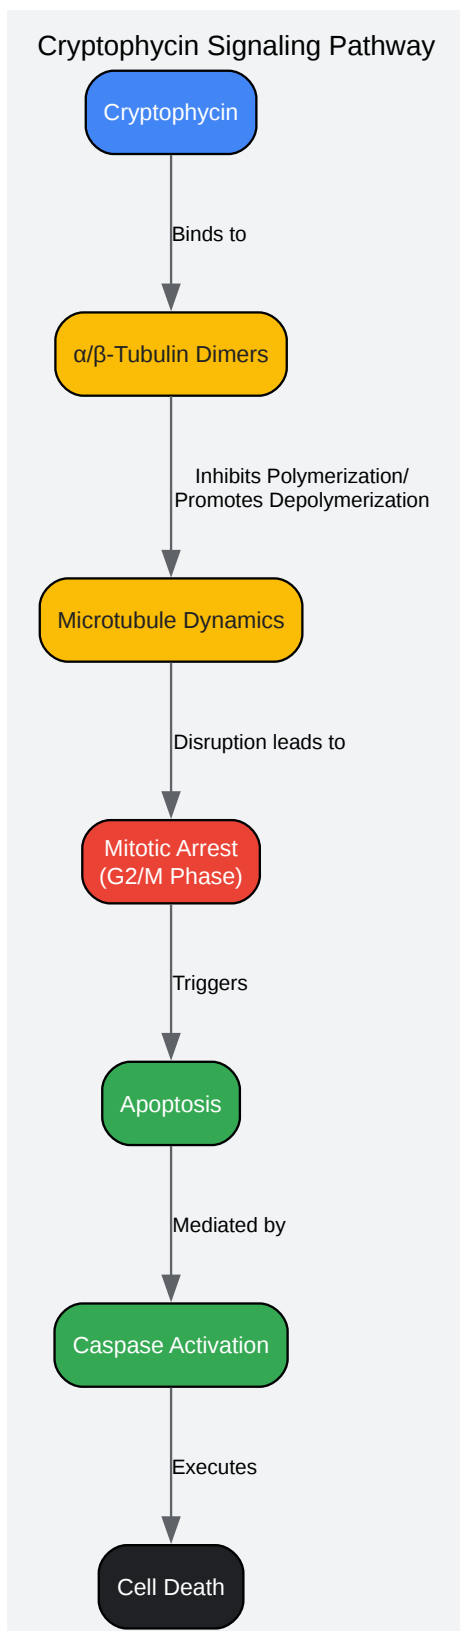 Cryptophycin Signaling Pathway
Cryptophycin
Binds to
α/β-Tubulin Dimers
Inhibits Polymerization/
Promotes Depolymerization
Microtubule Dynamics
Disruption leads to
Mitotic Arrest
(G2/M Phase)
Triggers
Apoptosis
Mediated by
Caspase Activation
Executes
Cell Death